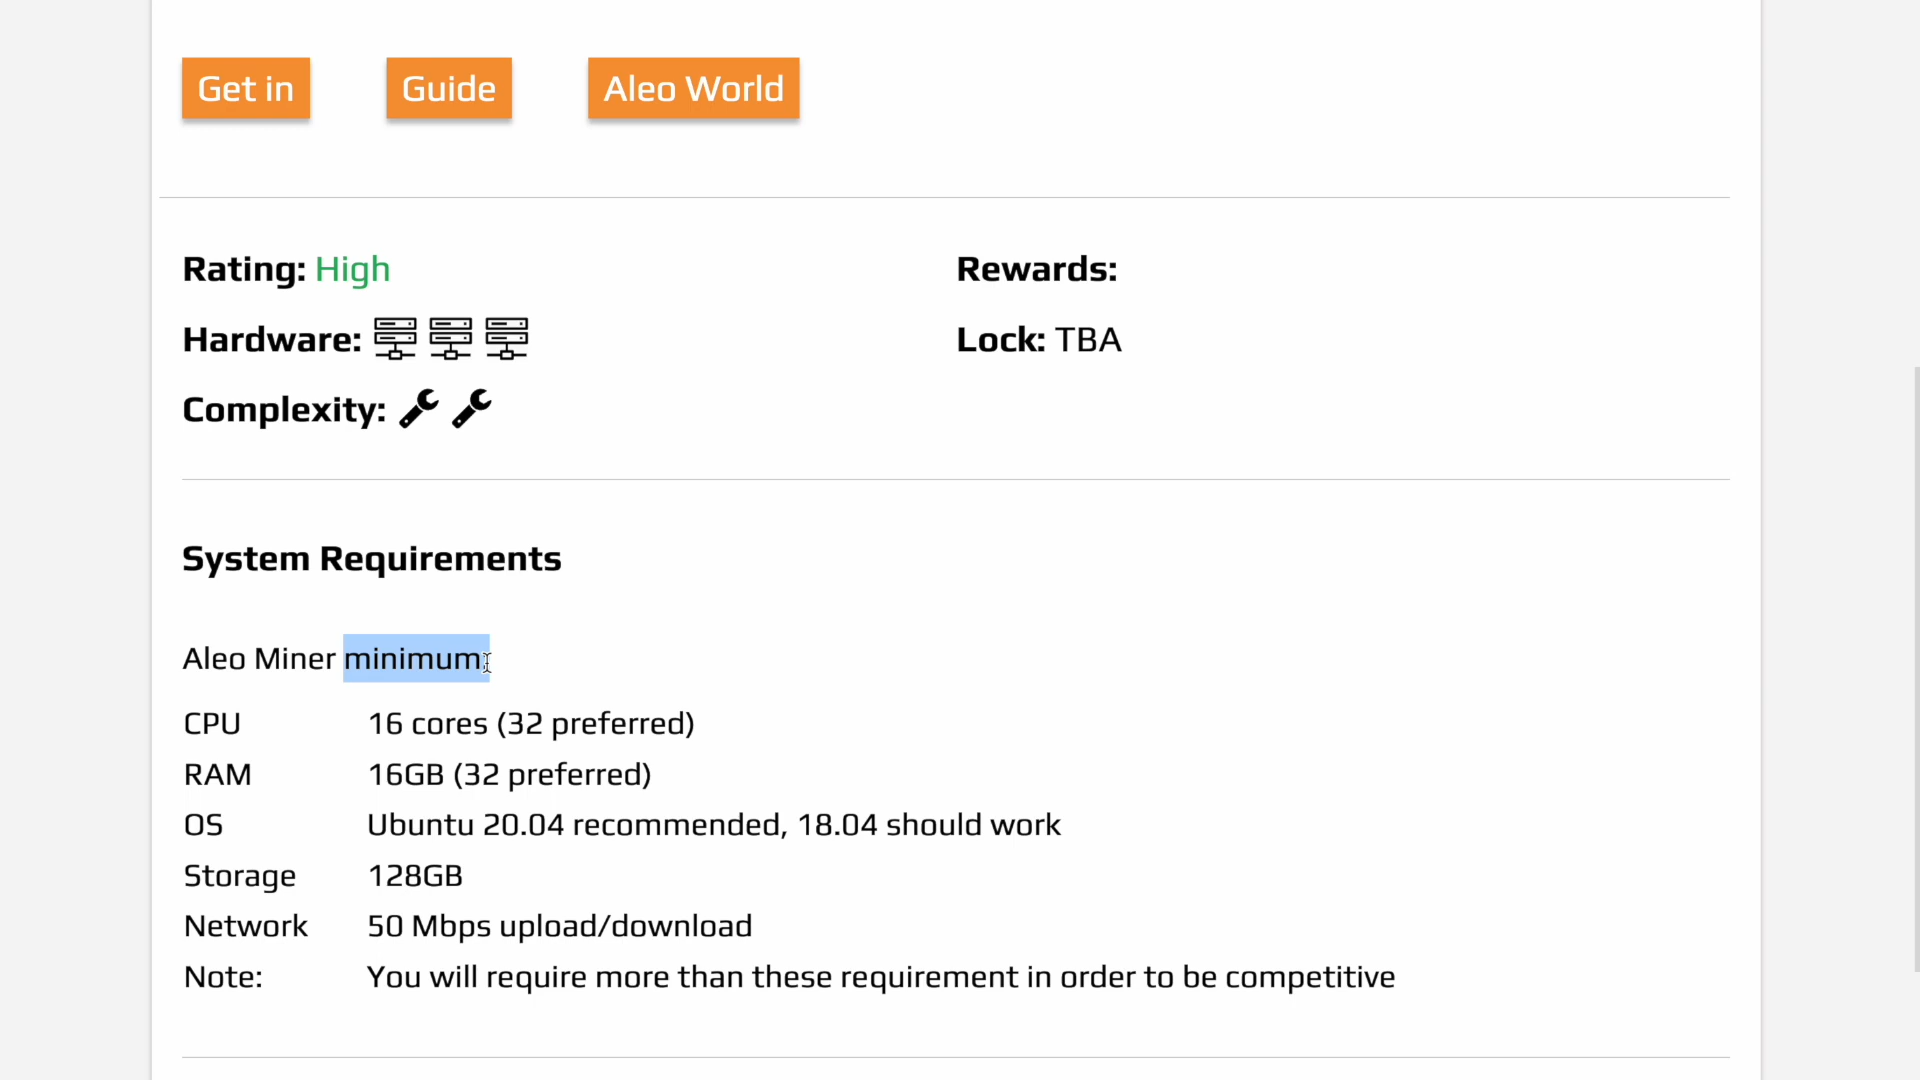 Get in Guide Aleo World
Rating: High
Rewards:
Hardware:
Lock: TBA
Complexity:
System Requirements
Aleo Miner minimum:
CPU 16 cores (32 preferred)
RAM 16GB (32 preferred)
OS Ubuntu 20.04 recommended, 18.04 should work
Storage 128GB
Network 50 Mbps upload/download
Note: You will require more than these requirement in order to be competitive